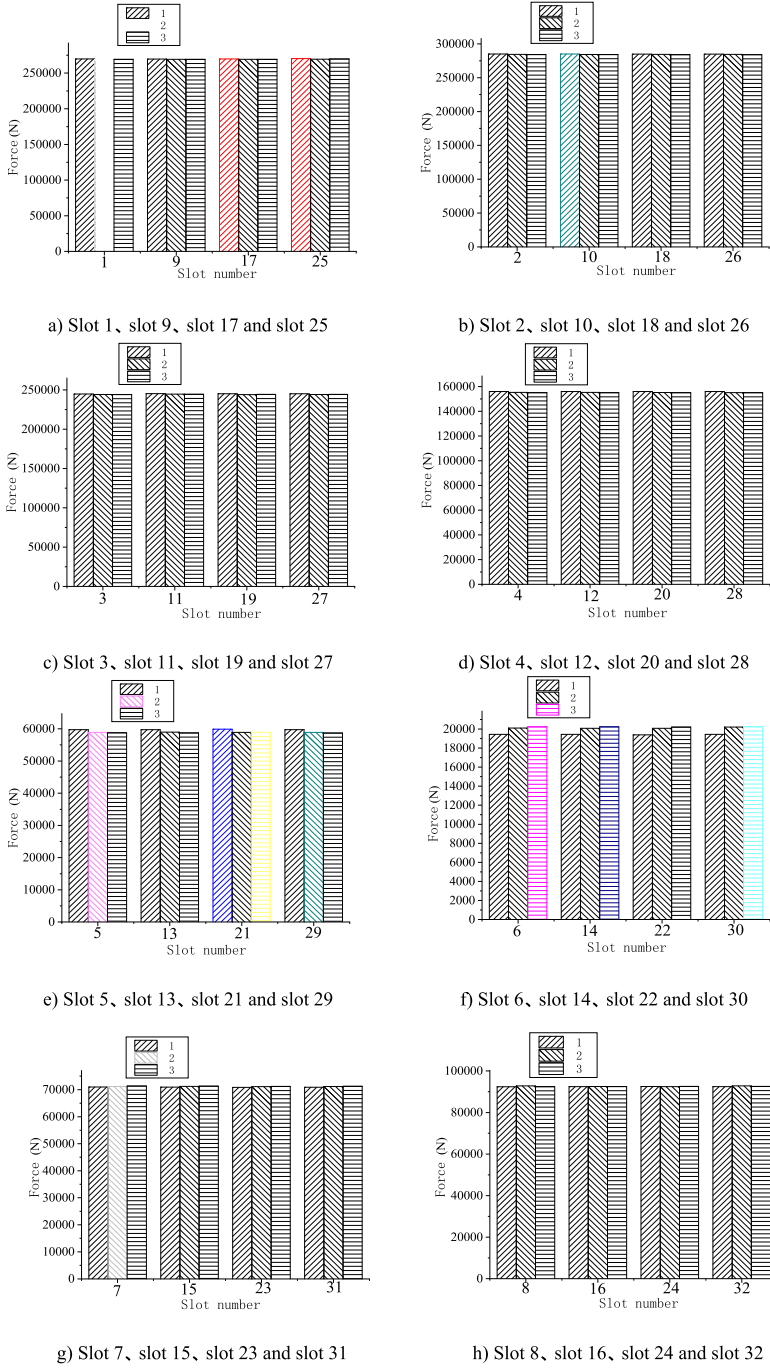 1
2
3
250000
200000
150000
100000
50000
0
Force (N)
1 9 17 25
Slot number
a) Slot 1、slot 9、slot 17 and slot 25
1
2
3
300000
250000
200000
150000
100000
50000
0
Force (N)
2 10 18 26
Slot number
b) Slot 2、slot 10、slot 18 and slot 26
1
2
3
250000
200000
150000
100000
50000
0
Force (N)
3 11 19 27
Slot number
c) Slot 3、slot 11、slot 19 and slot 27
1
2
3
160000
140000
120000
100000
80000
60000
40000
20000
0
Force (N)
4 12 20 28
Slot number
d) Slot 4、slot 12、slot 20 and slot 28
1
2
3
60000
50000
40000
30000
20000
10000
0
Force (N)
5 13 21 29
Slot number
e) Slot 5、slot 13、slot 21 and slot 29
1
2
3
20000
18000
16000
14000
12000
10000
8000
6000
4000
2000
0
Force(N)
6 14 22 30
Slot number
f) Slot 6、slot 14、slot 22 and slot 30
1
2
3
70000
60000
50000
40000
30000
20000
10000
0
Force (N)
7 15 23 31
Slot number
g) Slot 7、slot 15、slot 23 and slot 31
1
2
3
100000
80000
60000
40000
20000
0
Force (N)
8 16 24 32
Slot number
h) Slot 8、slot 16、slot 24 and slot 32